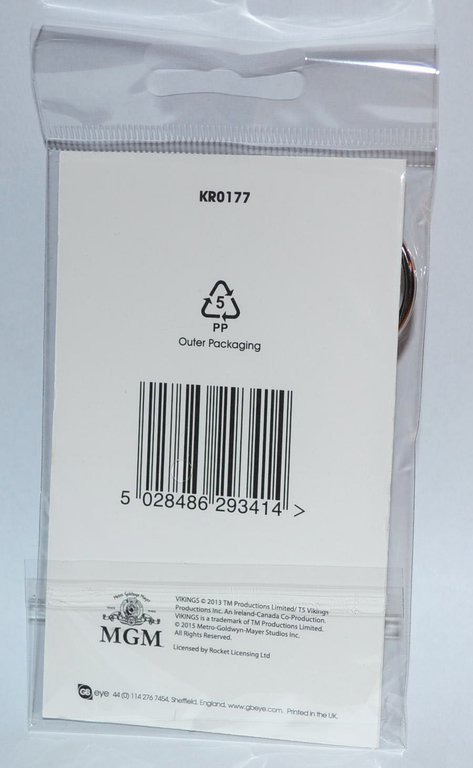 KR0177
5
PP
Outer Packaging
5 028486 293414 >
Metro Goldwyn Mayer
MGM
VIKINGS © 2013 TM Productions Limited/ T5 Vikings
Productions Inc. An Ireland-Canada Co-Production.
VIKINGS is a trademark of TM Productions Limited.
© 2015 Metro-Goldwyn-Mayer Studios Inc.
All Rights Reserved.
Licensed by Rocket Licensing Ltd
GB eye 44 (0) 114 276 7454, Sheffield, England, www.gbeye.com. Printed in the UK.